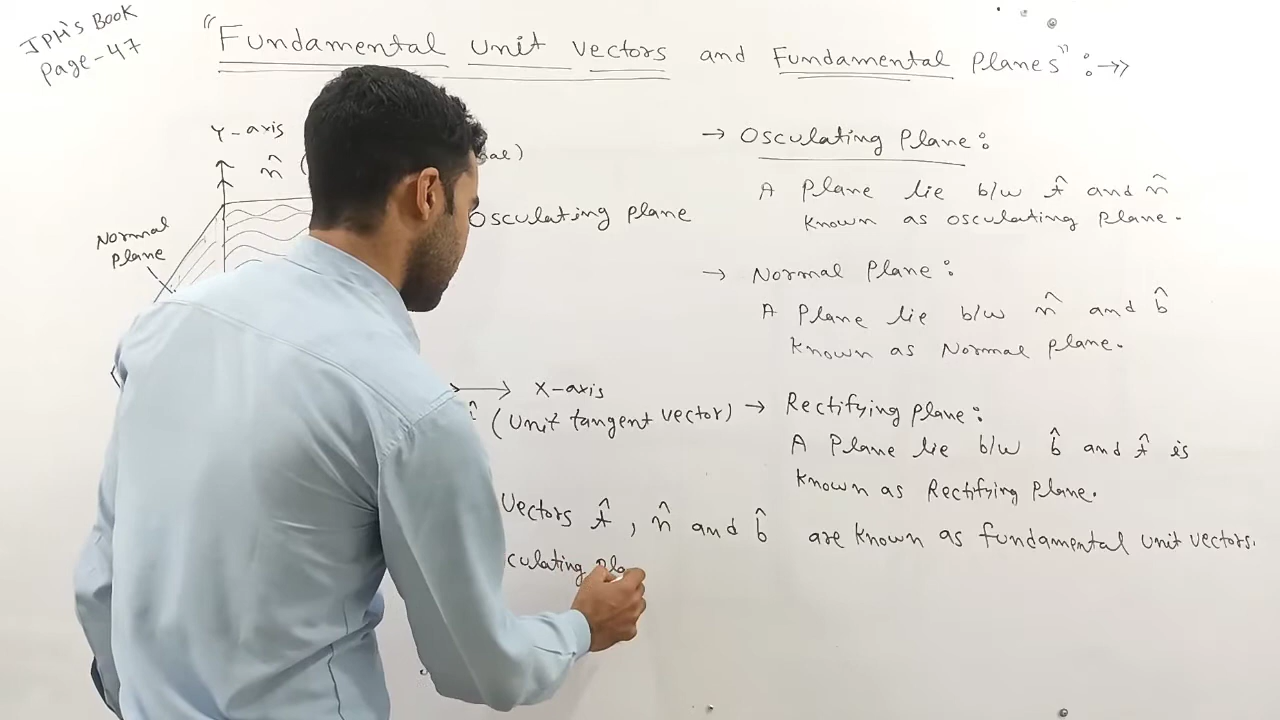 JPH's Book
Page-47
"Fundamental Unit Vectors and Fundamental Planes" :→>>
Y-axis
n̂ (
Normal
Plane
Osculating plane
X-axis
(Unit tangent vector)
→ Osculating Plane:
A Plane lie b/w t̂ and n̂
known as osculating plane.
→ Normal Plane:
A Plane lie b/w n̂ and b̂
known as Normal plane.
→ Rectifying plane:
A Plane lie b/w b̂ and t̂ is
known as Rectifying Plane.
Vectors t̂, n̂ and b̂ are known as fundamental unit vectors.
culating pla